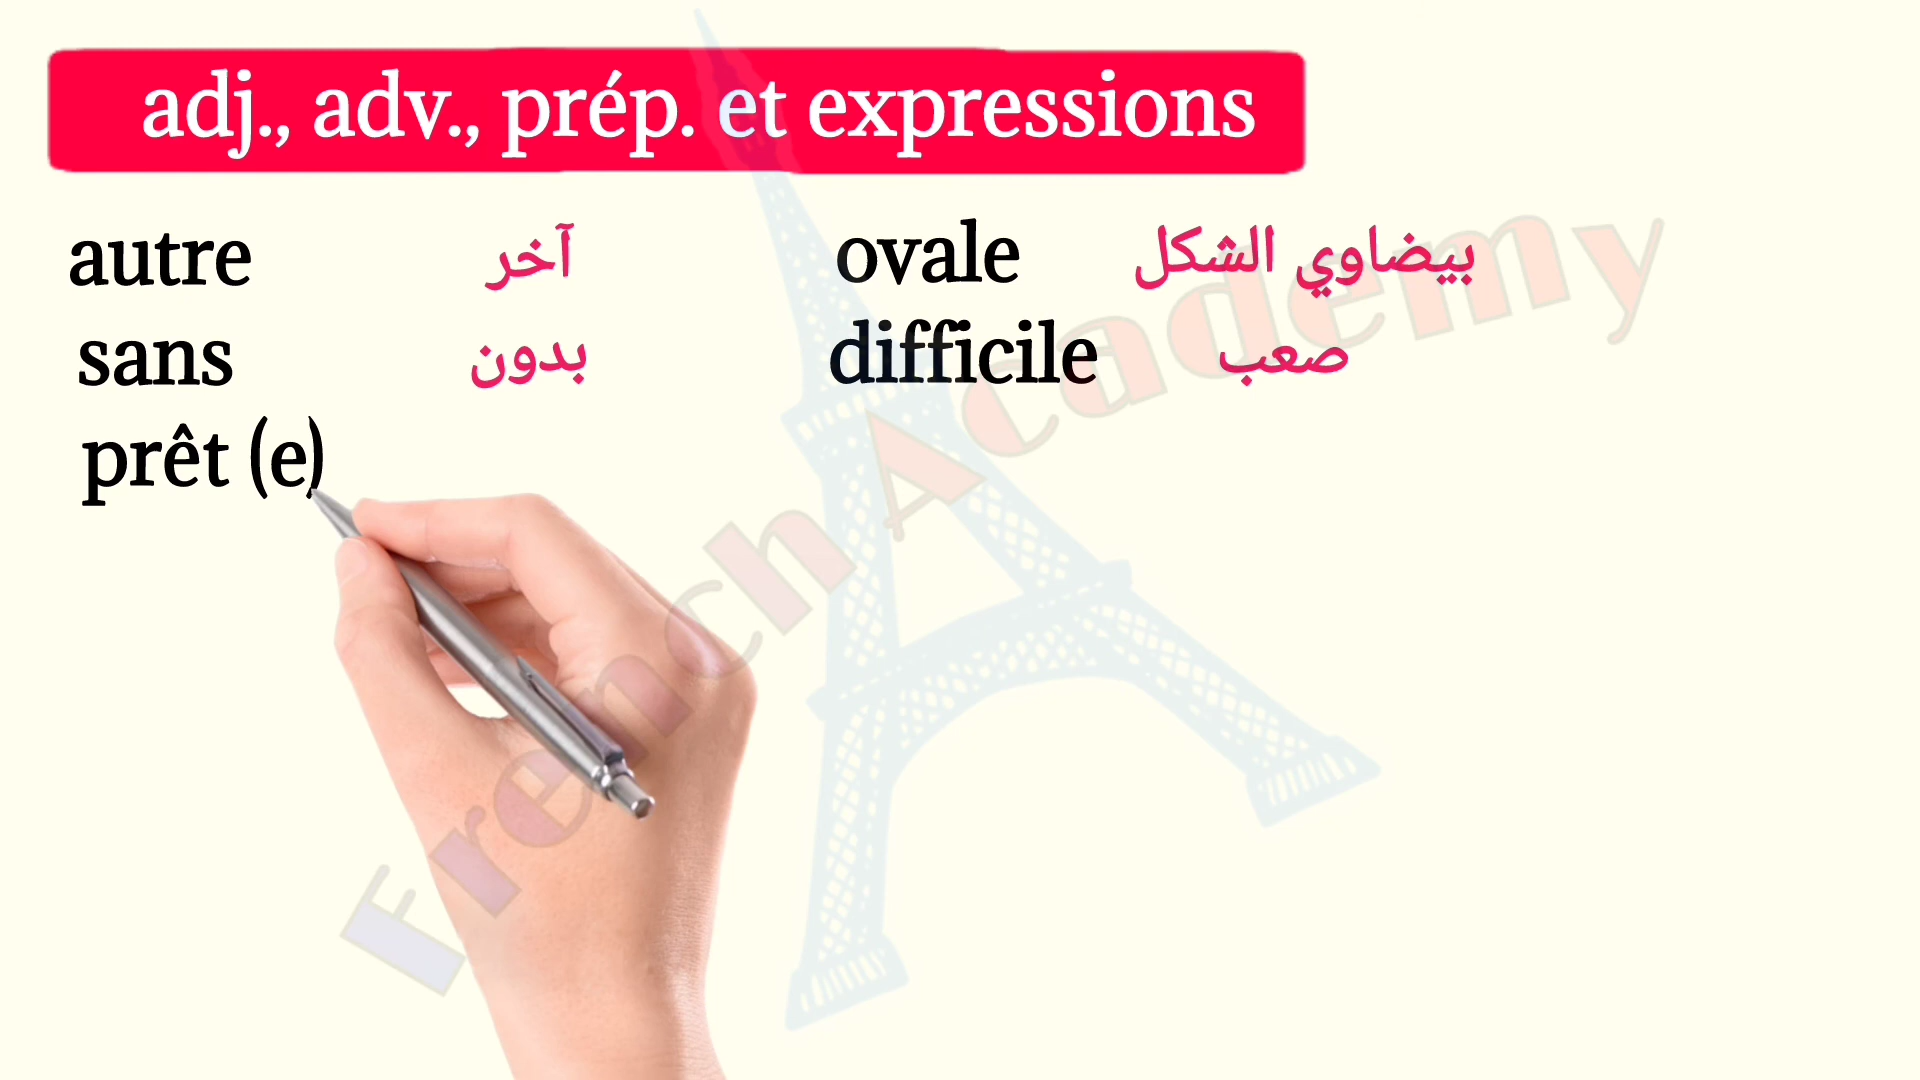 adj., adv., prép. et expressions
autre آخر ovale بيضاوي الشكل
sans بدون difficile صعب
prêt (e)
French Academy